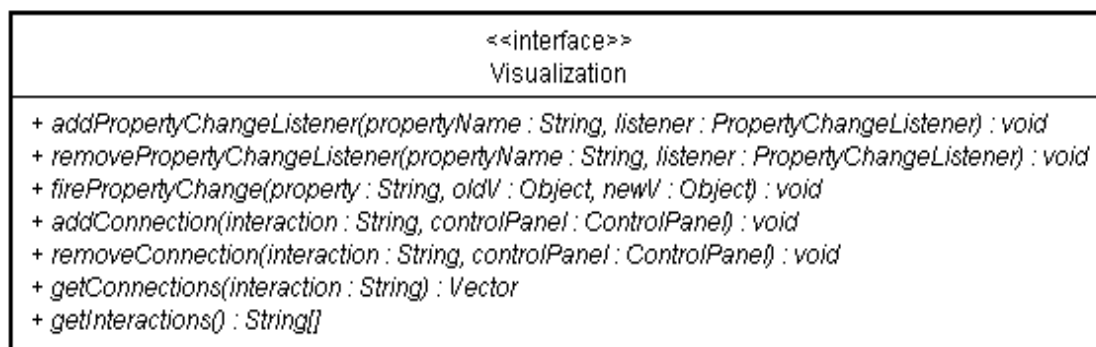 <<interface>>
Visualization
+ addPropertyChangeListener(propertyName : String, listener : PropertyChangeListener) : void
+ removePropertyChangeListener(propertyName : String, listener : PropertyChangeListener) : void
+ firePropertyChange(property : String, oldV : Object, newV : Object) : void
+ addConnection(interaction : String, controlPanel : ControlPanel) : void
+ removeConnection(interaction : String, controlPanel : ControlPanel) : void
+ getConnections(interaction : String) : Vector
+ getInteractions() : String[]